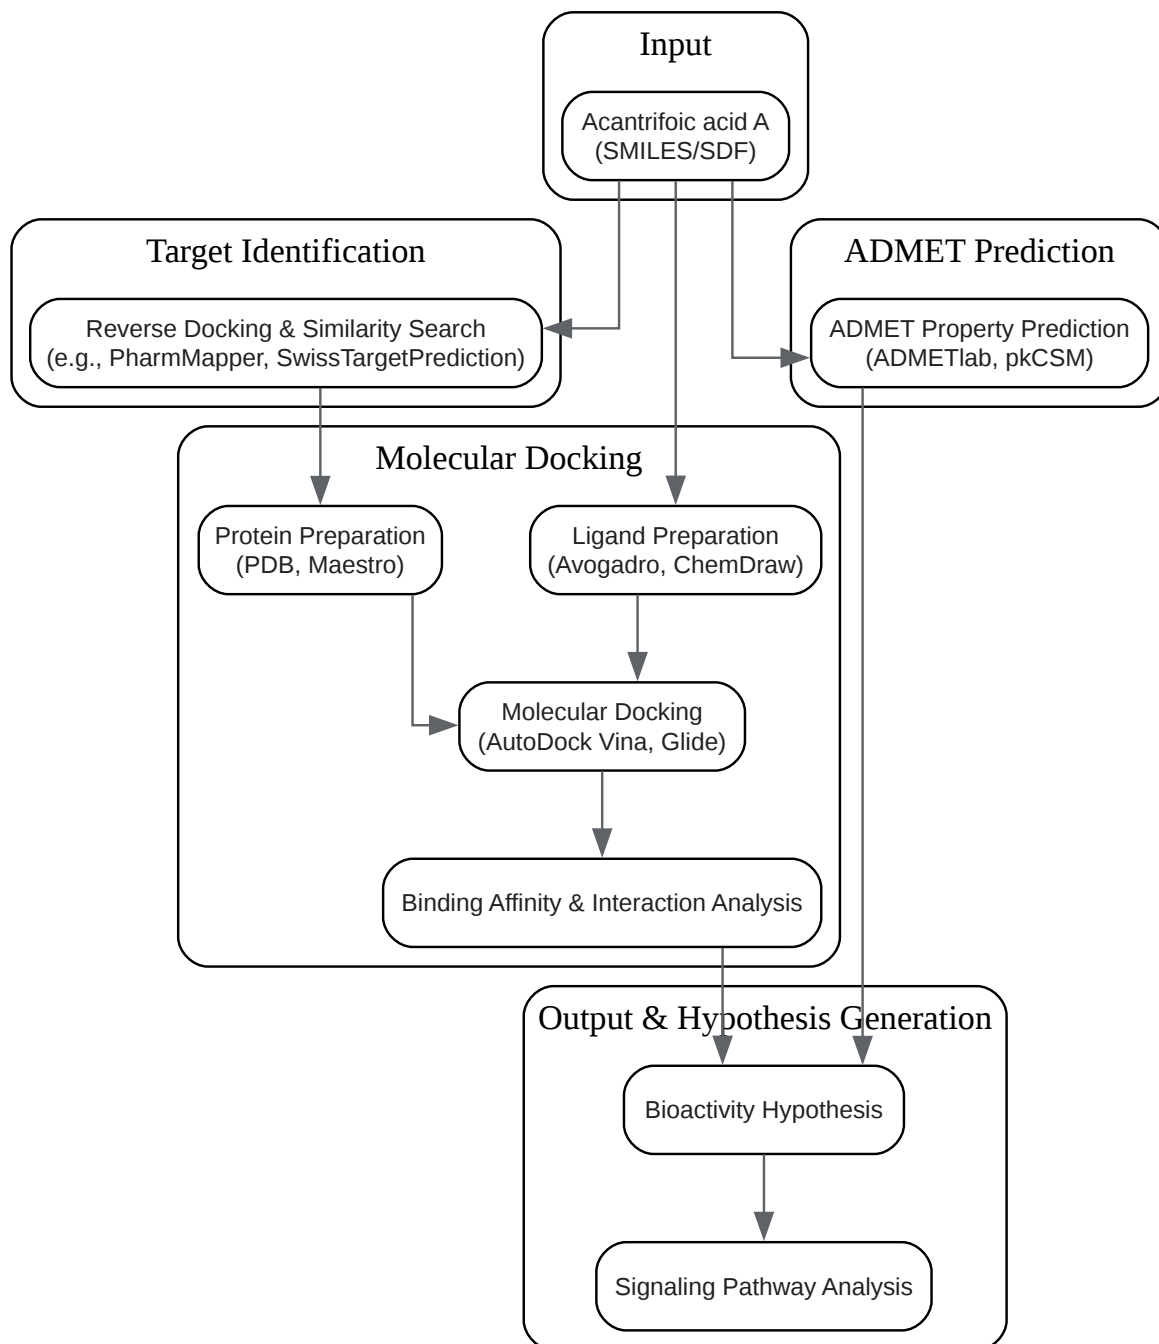 Input
Acantrifoic acid A
(SMILES/SDF)
Target Identification
Reverse Docking & Similarity Search
(e.g., PharmMapper, SwissTargetPrediction)
ADMET Prediction
ADMET Property Prediction
(ADMETlab, pkCSM)
Molecular Docking
Protein Preparation
(PDB, Maestro)
Ligand Preparation
(Avogadro, ChemDraw)
Molecular Docking
(AutoDock Vina, Glide)
Binding Affinity & Interaction Analysis
Output & Hypothesis Generation
Bioactivity Hypothesis
Signaling Pathway Analysis